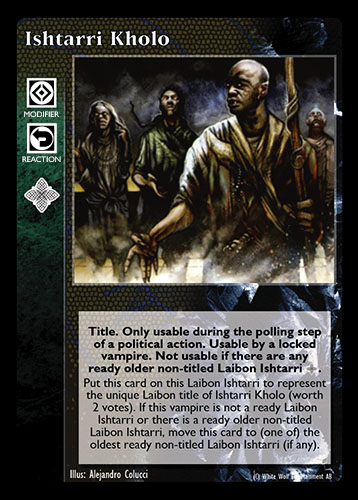 Ishtarri Kholo
MODIFIER
REACTION
Title. Only usable during the polling step
of a political action. Usable by a locked
vampire. Not usable if there are any
ready older non-titled Laibon Ishtarri
Put this card on this Laibon Ishtarri to represent
the unique Laibon title of Ishtarri Kholo (worth
2 votes). If this vampire is not a ready Laibon
Ishtarri or there is a ready older non-titled
Laibon Ishtarri, move this card to (one of) the
oldest ready non-titled Laibon Ishtarri (if any).
Illus: Alejandro Colucci
(C) White Wolf Entertainment AB